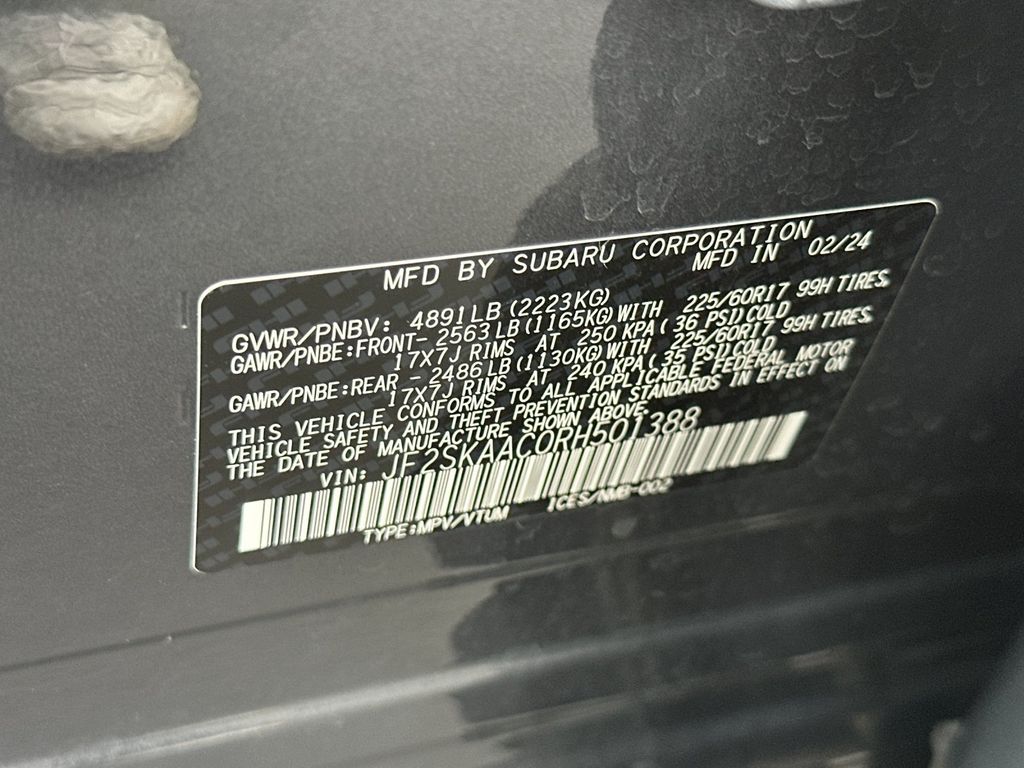 MFD BY SUBARU CORPORATION
MFD IN 02/24
GVWR/PNBV: 4891LB(2223KG)
GAWR/PNBE:FRONT-2563LB(1165KG)WITH 225/60R17 99H TIRES,
17X7J RIMS AT 250 KPA(36 PSI)COLD
GAWR/PNBE:REAR -2486LB(1130KG)WITH 225/60R17 99H TIRES,
17X7J RIMS AT 240 KPA(35 PSI)COLD
THIS VEHICLE CONFORMS TO ALL APPLICABLE FEDERAL MOTOR
VEHICLE SAFETY AND THEFT PREVENTION STANDARDS IN EFFECT ON
THE DATE OF MANUFACTURE SHOWN ABOVE.
VIN: JF2SKAAC0RH501388
TYPE:MPV/VTUM ICES/NMB-002